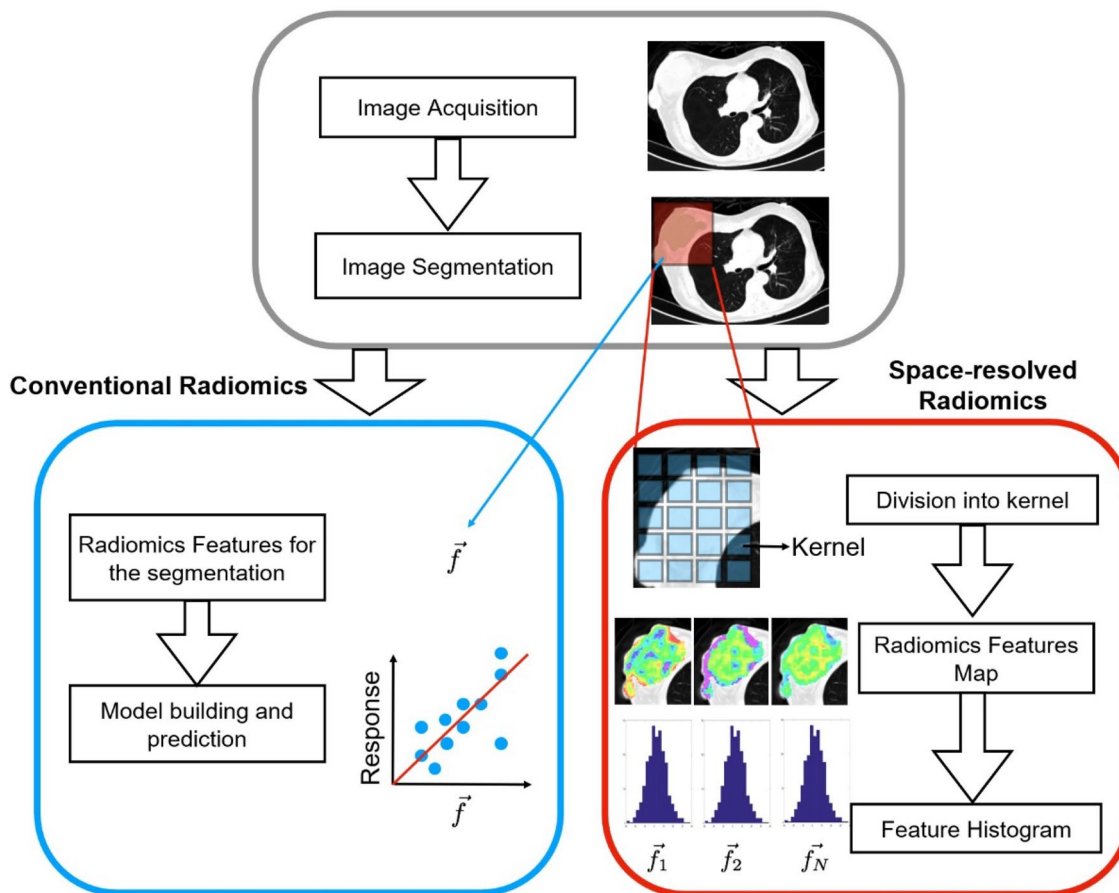 Image Acquisition
Image Segmentation
Conventional Radiomics
Space-resolved
Radiomics
Radiomics Features for
the segmentation
Model building and
prediction
f⃗
Response
f⃗
Division into kernel
Kernel
Radiomics Features
Map
Feature Histogram
f⃗₁ f⃗₂ f⃗_N